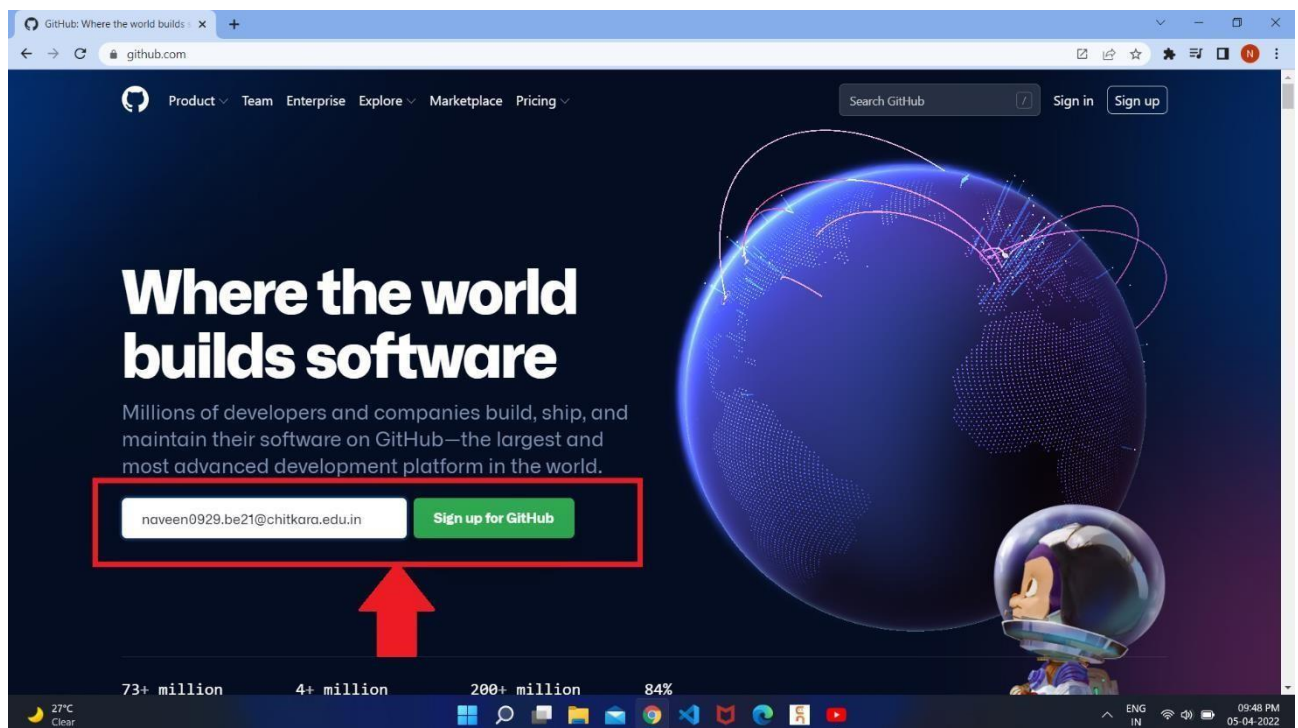 GitHub: Where the world builds s
github.com
N
Product Team Enterprise Explore Marketplace Pricing
Search GitHub / Sign in Sign up
Where the world
builds software
Millions of developers and companies build, ship, and
maintain their software on GitHub—the largest and
most advanced development platform in the world.
naveen0929.be21@chitkara.edu.in Sign up for GitHub
73+ million 4+ million 200+ million 84%
27°C
Clear
ENG
IN
09:48 PM
05-04-2022